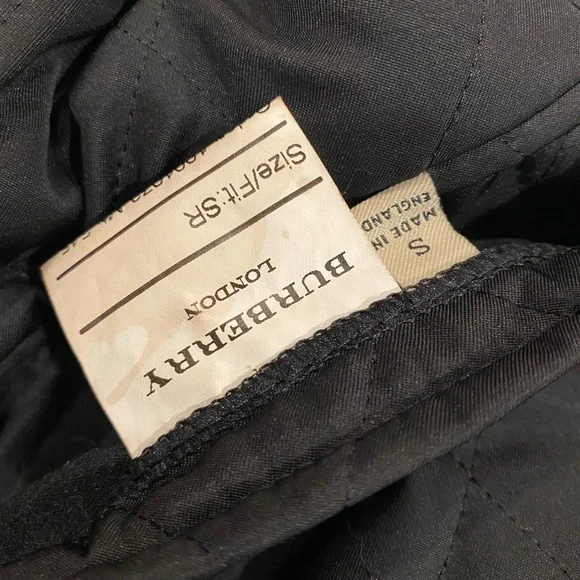 BURBERRY
LONDON
Size/Fit:SR
S
MADE IN
ENGLAND